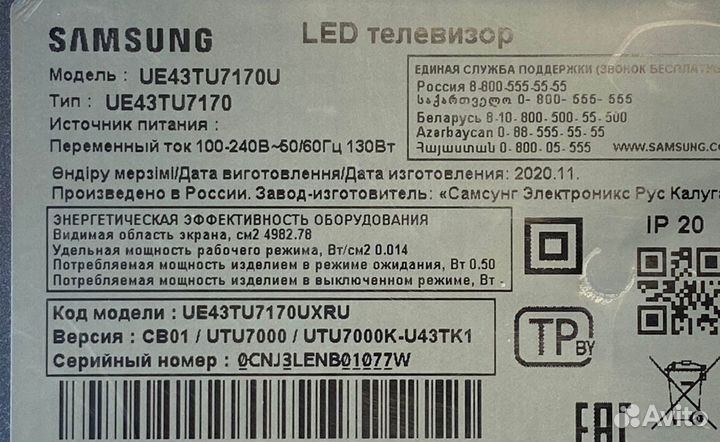 SAMSUNG
LED телевизор
Модель : UE43TU7170U
Тип : UE43TU7170
Источник питания :
Переменный ток 100-240В~50/60Гц 130Вт
ЕДИНАЯ СЛУЖБА ПОДДЕРЖКИ (ЗВОНОК БЕСПЛАТН
Россия 8-800-555-55-55
საქართველო 0- 800- 555- 555
Беларусь 8-10-800-500-55-500
Azərbaycan 0-88-555-55-55
Հայաստան 0-800-05-555
WWW.SAMSUNG.CO
Өндіру мерзімі/Дата виготовлення/Дата изготовления: 2020.11.
Произведено в России. Завод-изготовитель: «Самсунг Электроникс Рус Калуга
ЭНЕРГЕТИЧЕСКАЯ ЭФФЕКТИВНОСТЬ ОБОРУДОВАНИЯ
Видимая область экрана, см2 4982.78
Удельная мощность рабочего режима, Вт/см2 0.014
Потребляемая мощность изделием в режиме ожидания, Вт 0.50
Потребляемая мощность изделием в выключенном режиме, Вт
IP 20
Код модели : UE43TU7170UXRU
Версия : CB01 / UTU7000 / UTU7000K-U43TK1
Серийный номер : 0CNJ3LENB01077W
TP
BY
EAC
Avito